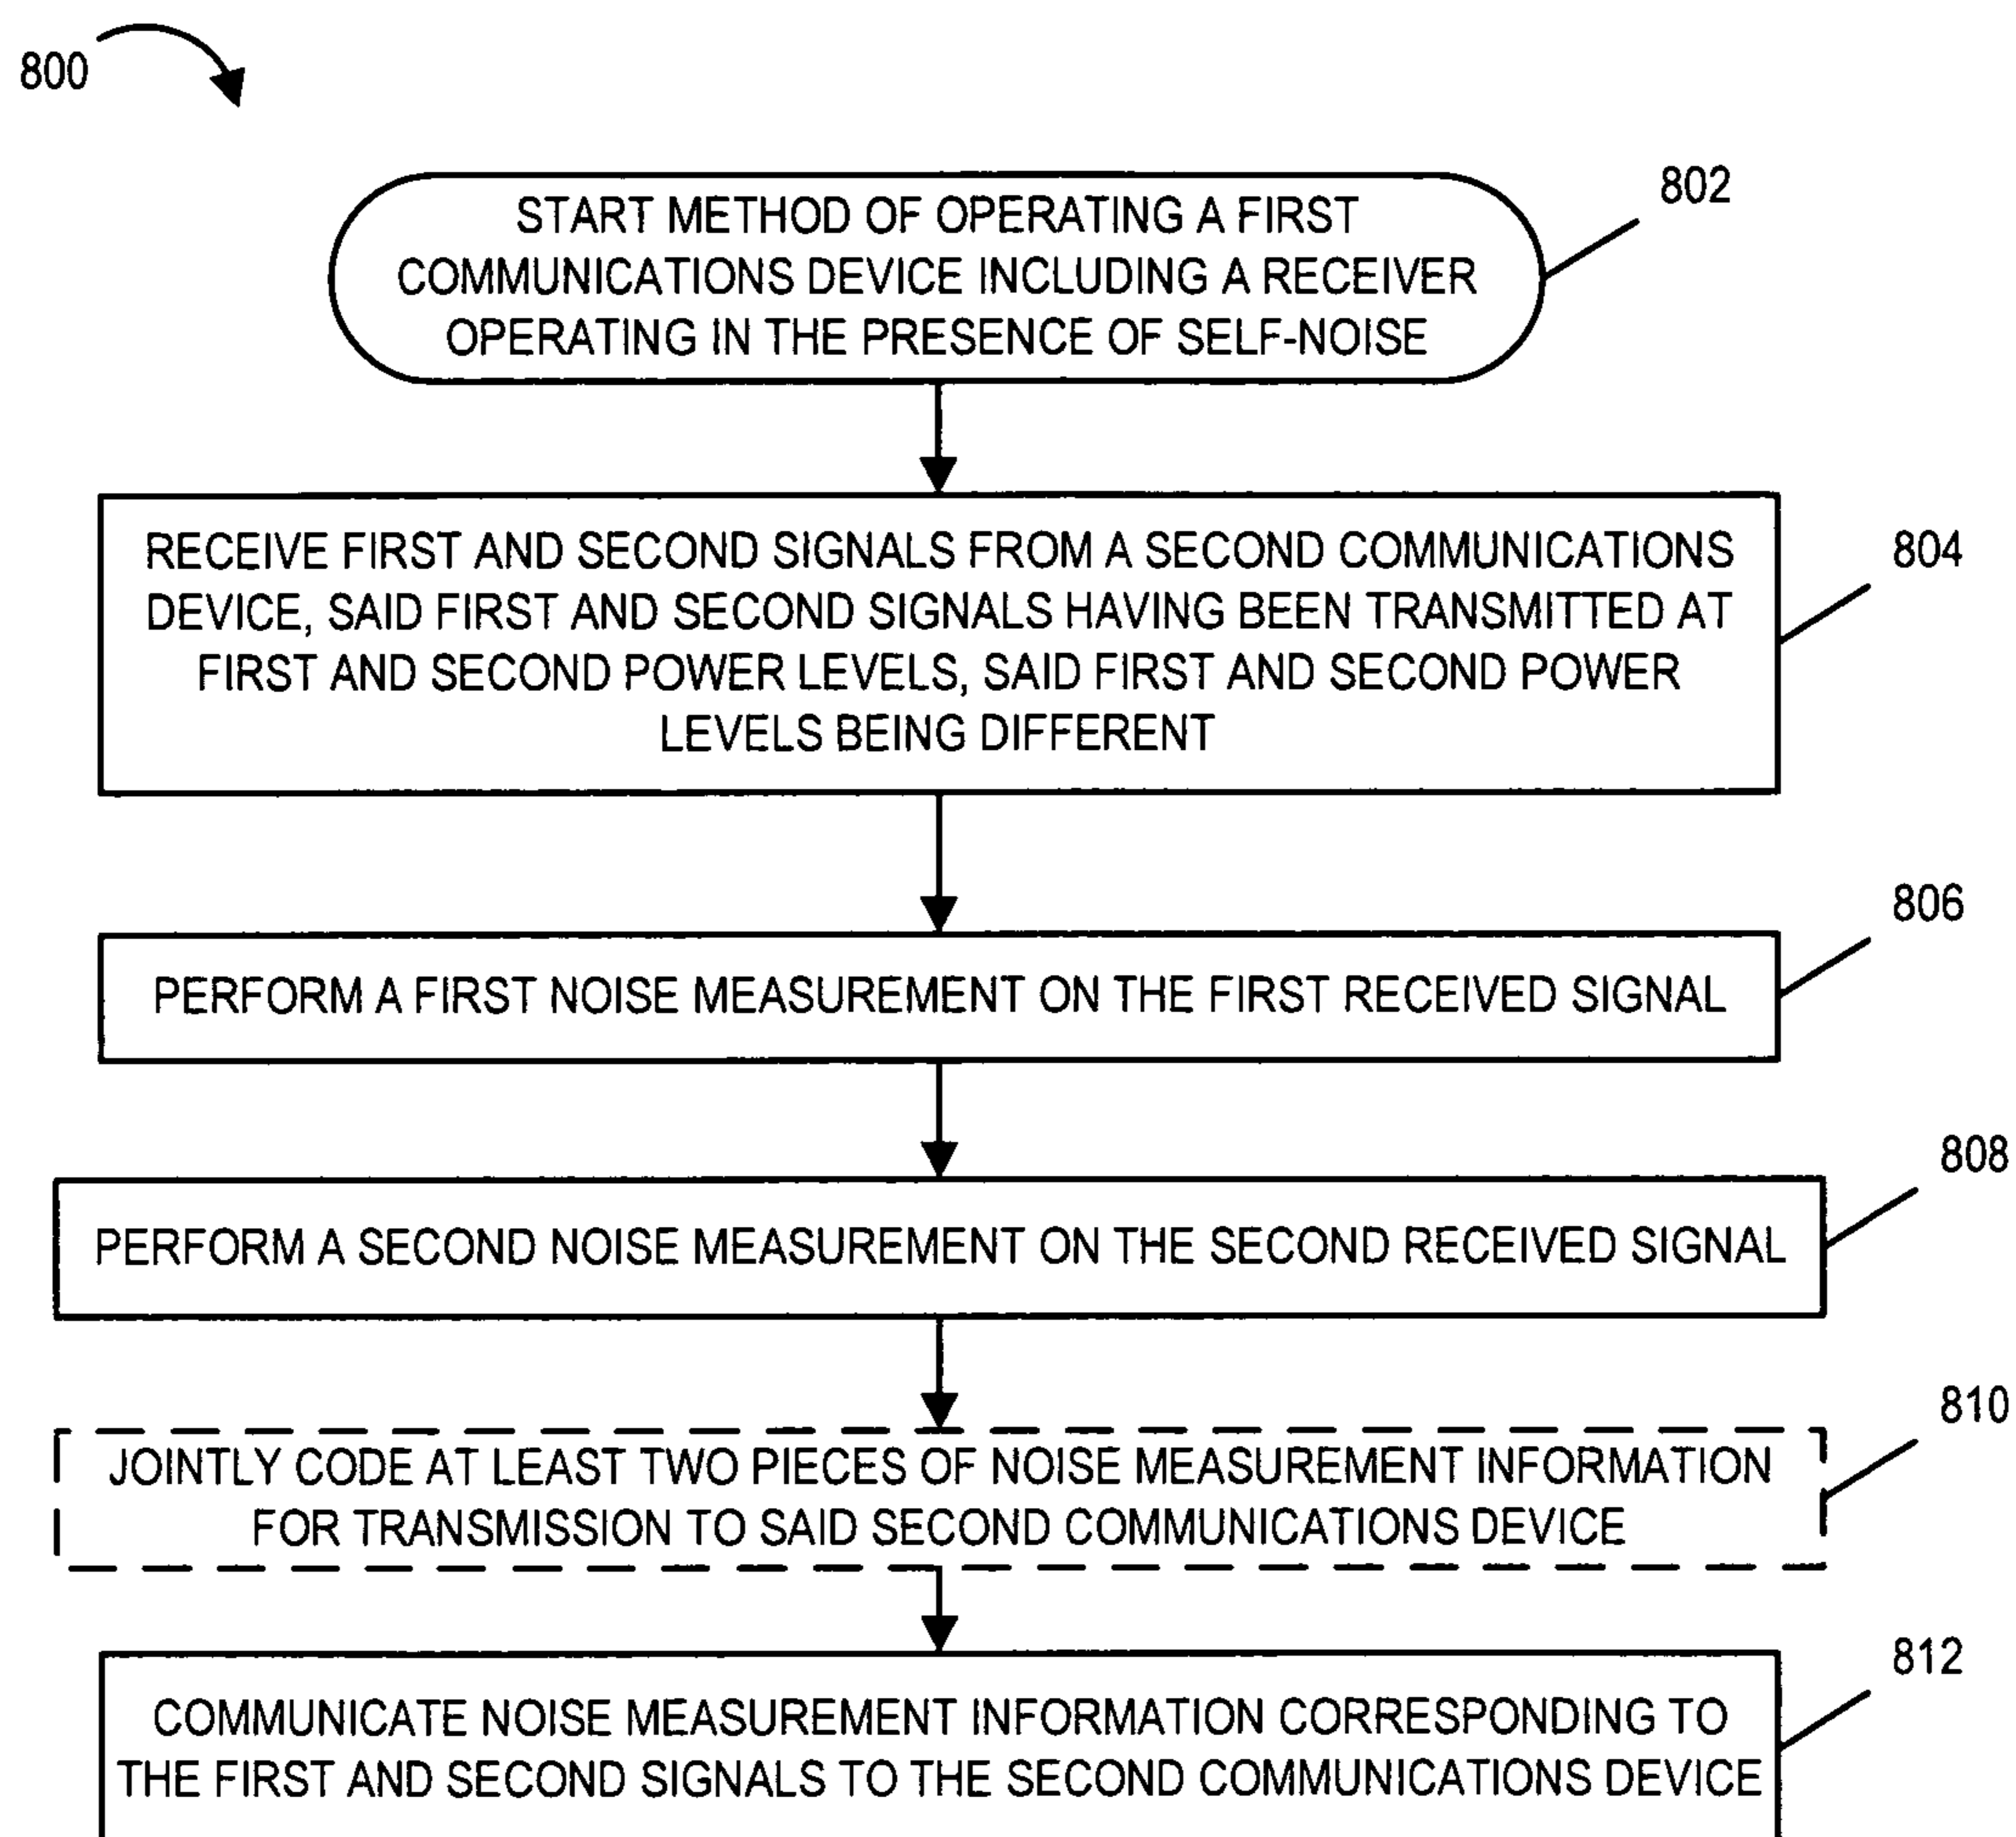 800
802
START METHOD OF OPERATING A FIRST
COMMUNICATIONS DEVICE INCLUDING A RECEIVER
OPERATING IN THE PRESENCE OF SELF-NOISE
804
RECEIVE FIRST AND SECOND SIGNALS FROM A SECOND COMMUNICATIONS
DEVICE, SAID FIRST AND SECOND SIGNALS HAVING BEEN TRANSMITTED AT
FIRST AND SECOND POWER LEVELS, SAID FIRST AND SECOND POWER
LEVELS BEING DIFFERENT
806
PERFORM A FIRST NOISE MEASUREMENT ON THE FIRST RECEIVED SIGNAL
808
PERFORM A SECOND NOISE MEASUREMENT ON THE SECOND RECEIVED SIGNAL
810
JOINTLY CODE AT LEAST TWO PIECES OF NOISE MEASUREMENT INFORMATION
FOR TRANSMISSION TO SAID SECOND COMMUNICATIONS DEVICE
812
COMMUNICATE NOISE MEASUREMENT INFORMATION CORRESPONDING TO
THE FIRST AND SECOND SIGNALS TO THE SECOND COMMUNICATIONS DEVICE